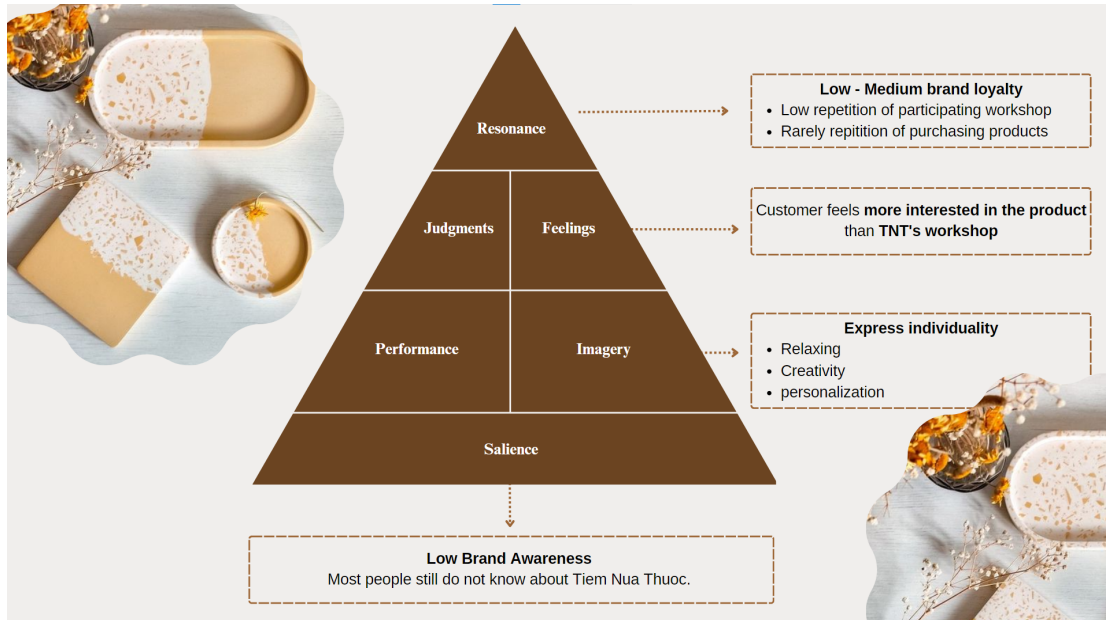 Resonance
Low - Medium brand loyalty
Low repetition of participating workshop
Rarely repitition of purchasing products
Judgments
Feelings
Customer feels more interested in the product
than TNT's workshop
Performance
Imagery
Express individuality
Relaxing
Creativity
personalization
Salience
Low Brand Awareness
Most people still do not know about Tiem Nua Thuoc.